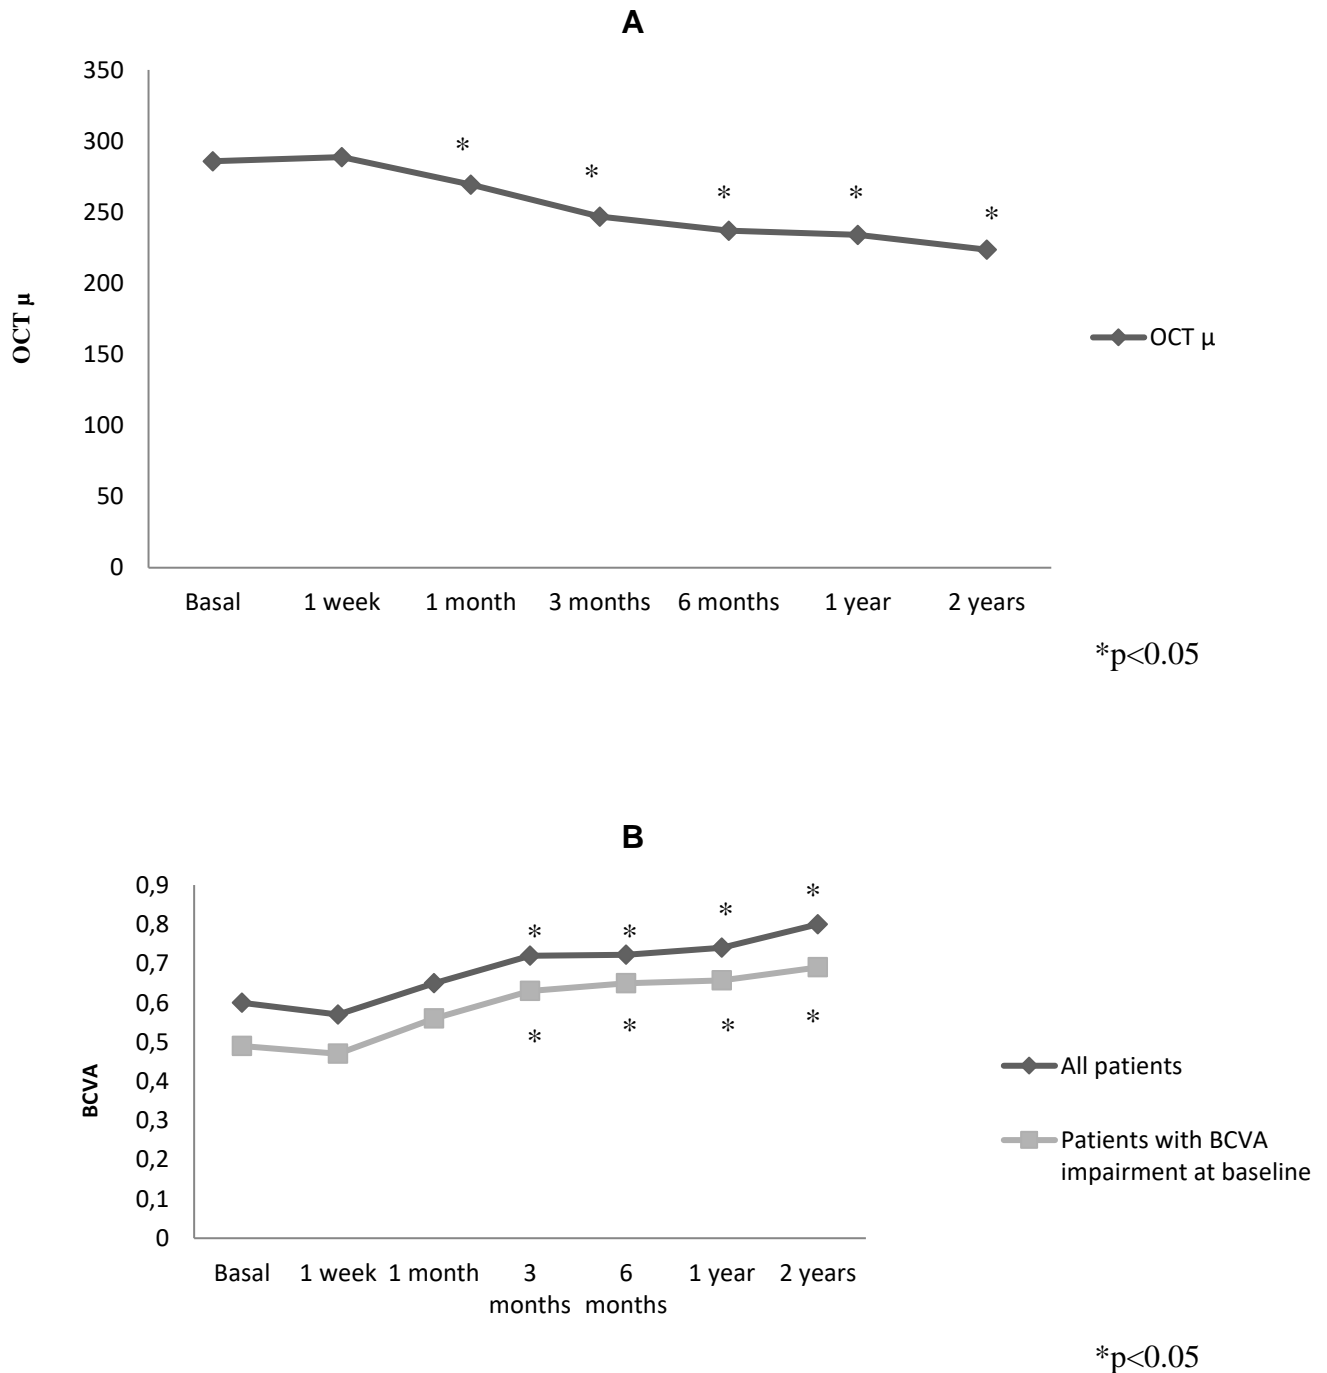 A
350
300
250
200
150
100
50
0
OCT µ
* * * * *
Basal 1 week 1 month 3 months 6 months 1 year 2 years
OCT µ
*p<0.05
B
0,9
0,8
0,7
0,6
0,5
0,4
0,3
0,2
0,1
0
BCVA
* * * *
* * * *
Basal 1 week 1 month 3 months 6 months 1 year 2 years
All patients
Patients with BCVA
impairment at baseline
*p<0.05